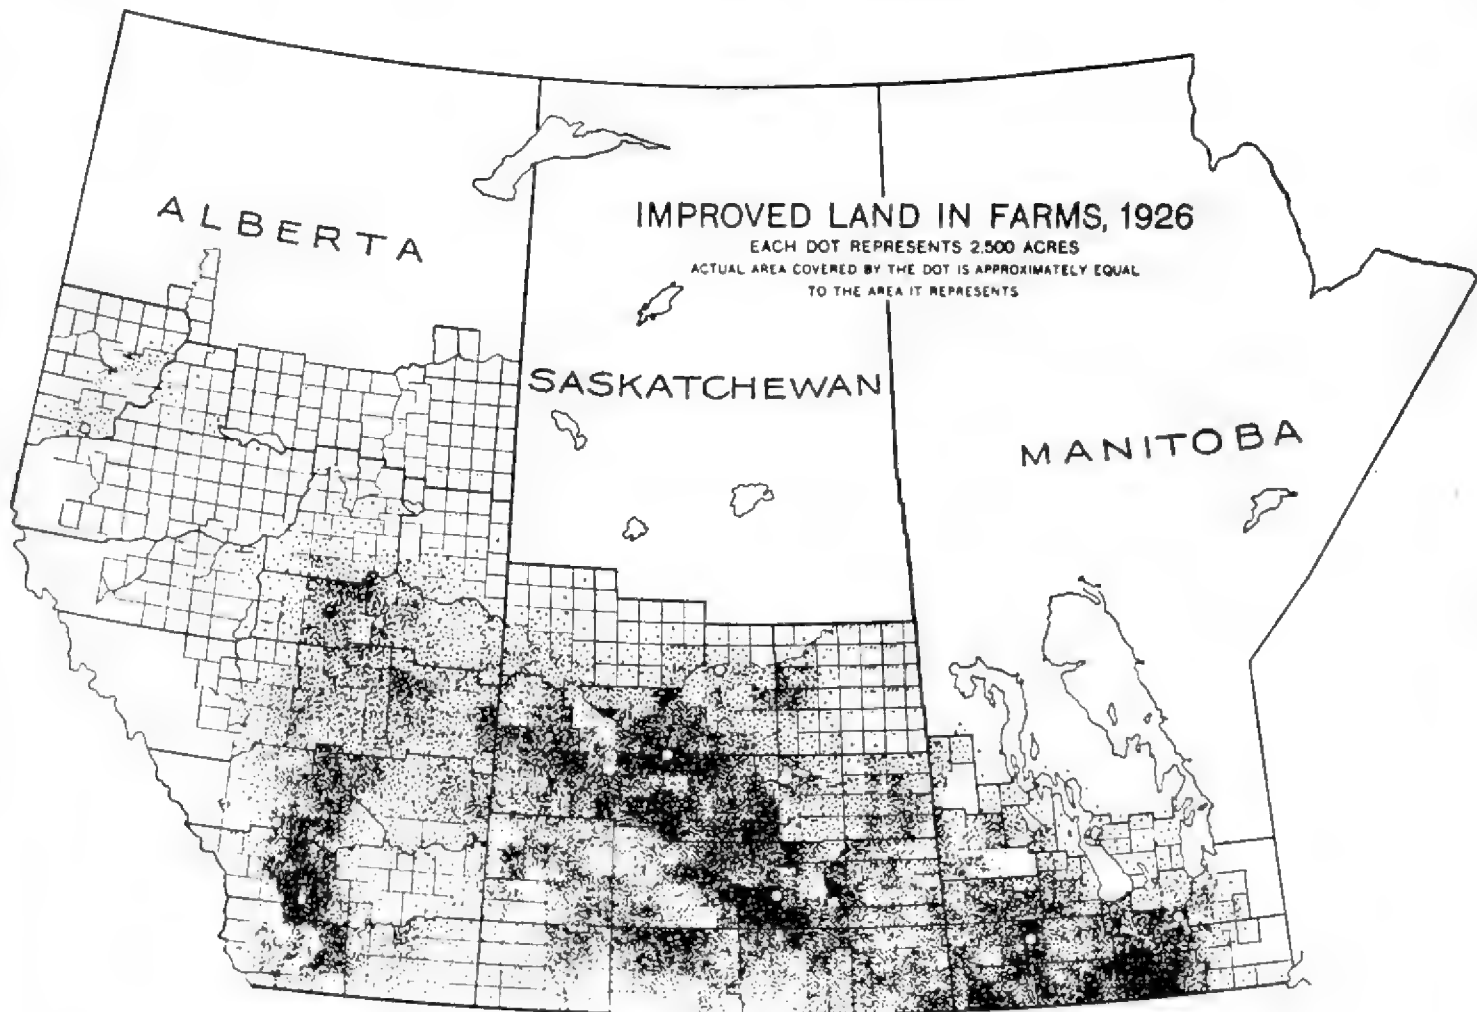 IMPROVED LAND IN FARMS, 1926
EACH DOT REPRESENTS 2,500 ACRES
ACTUAL AREA COVERED BY THE DOT IS APPROXIMATELY EQUAL
TO THE AREA IT REPRESENTS
ALBERTA
SASKATCHEWAN
MANITOBA